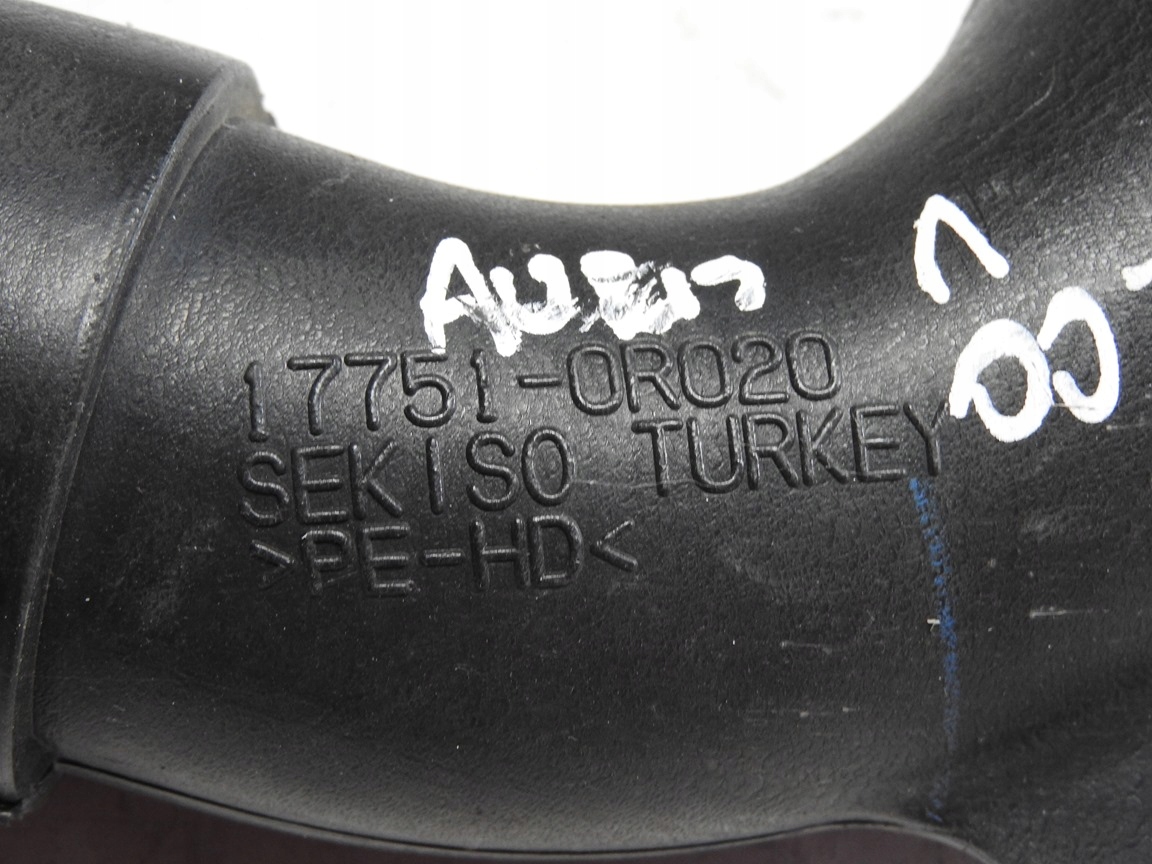 17751-0R020
SEKISO TURKEY
>PE-HD<